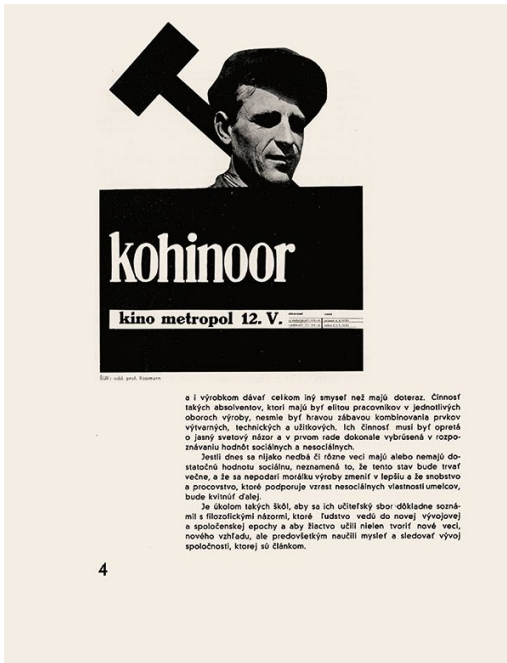 kohinoor
kino metropol 12. V.
ŠUR: odd. prof. Rossmann
a i výrobkom dávať celkom iný smyseľ než majú doteraz. Činnosť
takých absolventov, ktorí majú byť elitou pracovníkov v jednotlivých
oboroch výroby, nesmie byť hravou zábavou kombinovania prvkov
výtvarných, technických a užitkových. Ich činnosť musí byť opretá
o jasný svetový názor a v prvom rade dokonale vybrúsená v rozpo-
znávaniu hodnôt sociálnych a nesociálnych.
Jestli dnes sa nijako nedbá či rôzne veci majú alebo nemajú do-
statočnú hodnotu sociálnu, neznamená to, že tento stav bude trvať
večne, a že sa nepodarí morálku výroby zmeniť v lepšiu a že snobstvo
a procovstvo, ktoré podporuje vzrast nesociálnych vlastností umelcov,
bude kvitnúť ďalej.
Je úkolom takých škôl, aby sa ich učiteľský sbor dôkladne sozná-
mil s filozofickými názormi, ktoré ľudstvo vedú do novej vývojovej
a spoločenskej epochy a aby žiactvo učili nielen tvoriť nové veci,
nového vzhľadu, ale predovšetkým naučili mysleť a sledovať vývoj
spoločnosti, ktorej sú článkom.
4